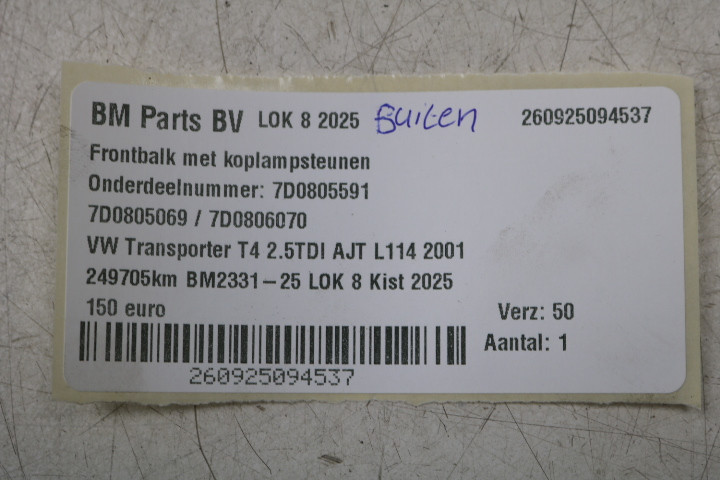 BM Parts BV LOK 8 2025 Buiten 260925094537
Frontbalk met koplampsteunen
Onderdeelnummer: 7D0805591
7D0805069 / 7D0806070
VW Transporter T4 2.5TDI AJT L114 2001
249705km BM2331-25 LOK 8 Kist 2025
150 euro Verz: 50
Aantal: 1
260925094537